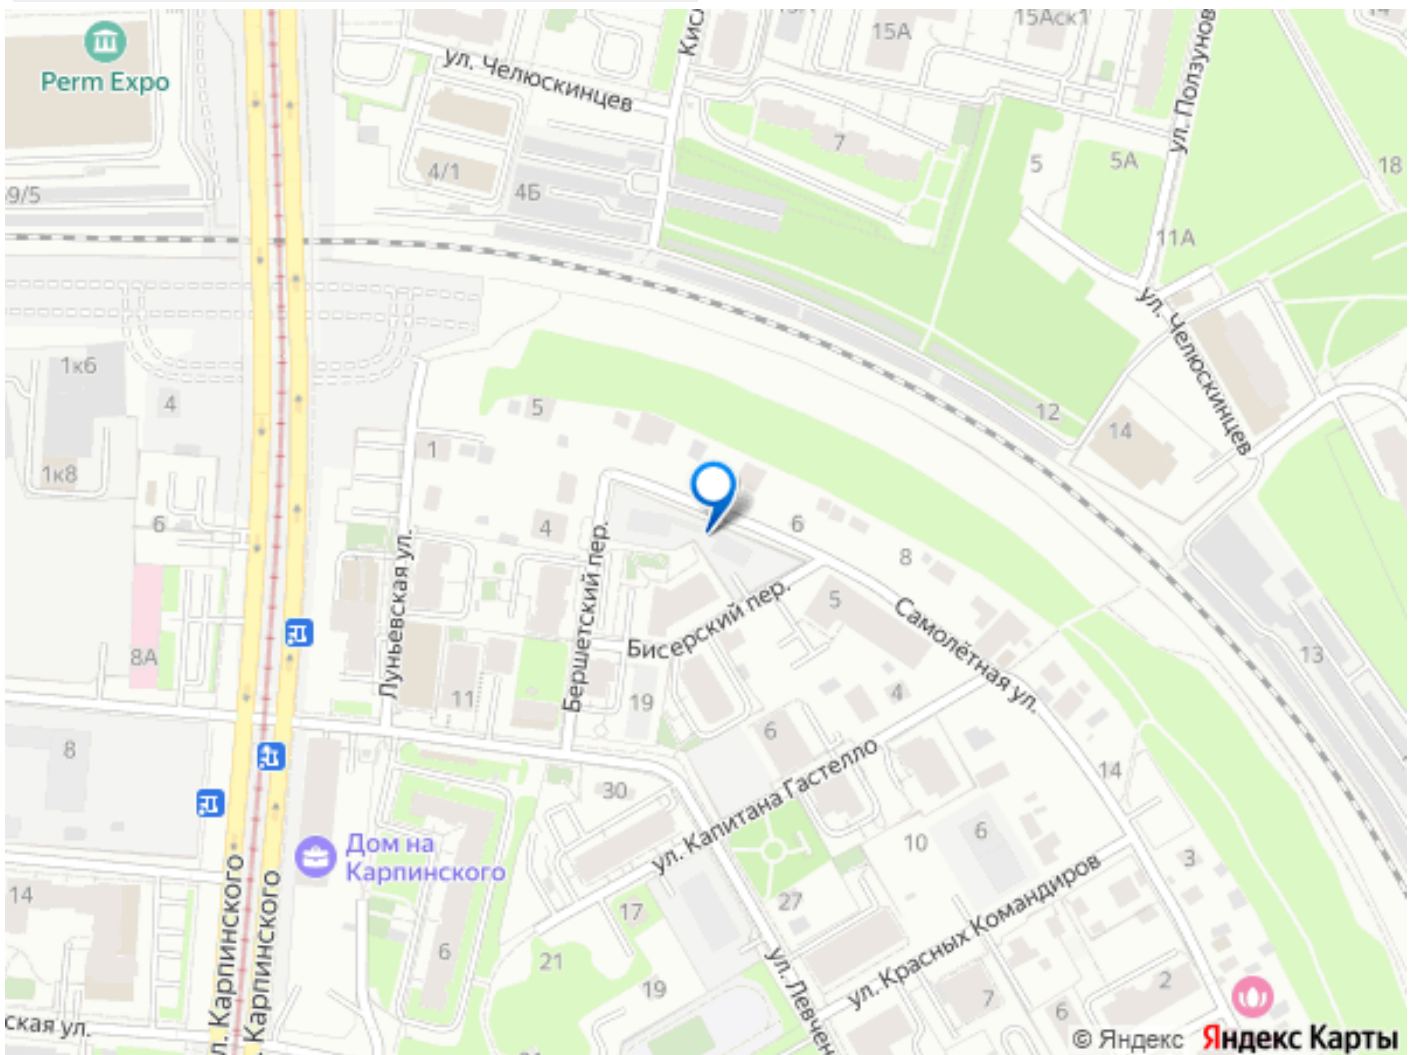 Perm Expo
ул. Челюскинцев
15А
15Аск1
ул. Ползунов
7
5
5А
18
4/1
4Б
69/5
11А
ул. Челюскинцев
1к6
4
5
12
14
1
1к8
6
4
6
8
Луньевская ул.
Бершетский пер.
Бисерский пер.
5
Самолётная ул.
13
8А
11
19
4
8
6
14
30
ул. Капитана Гастелло
10
6
3
Дом на
Карпинского
14
17
27
ул. Красных Командиров
ул. Карпинского
Карпинского
6
21
19
ул. Левчен
7
6
2
ская ул.
© Яндекс Яндекс Карты